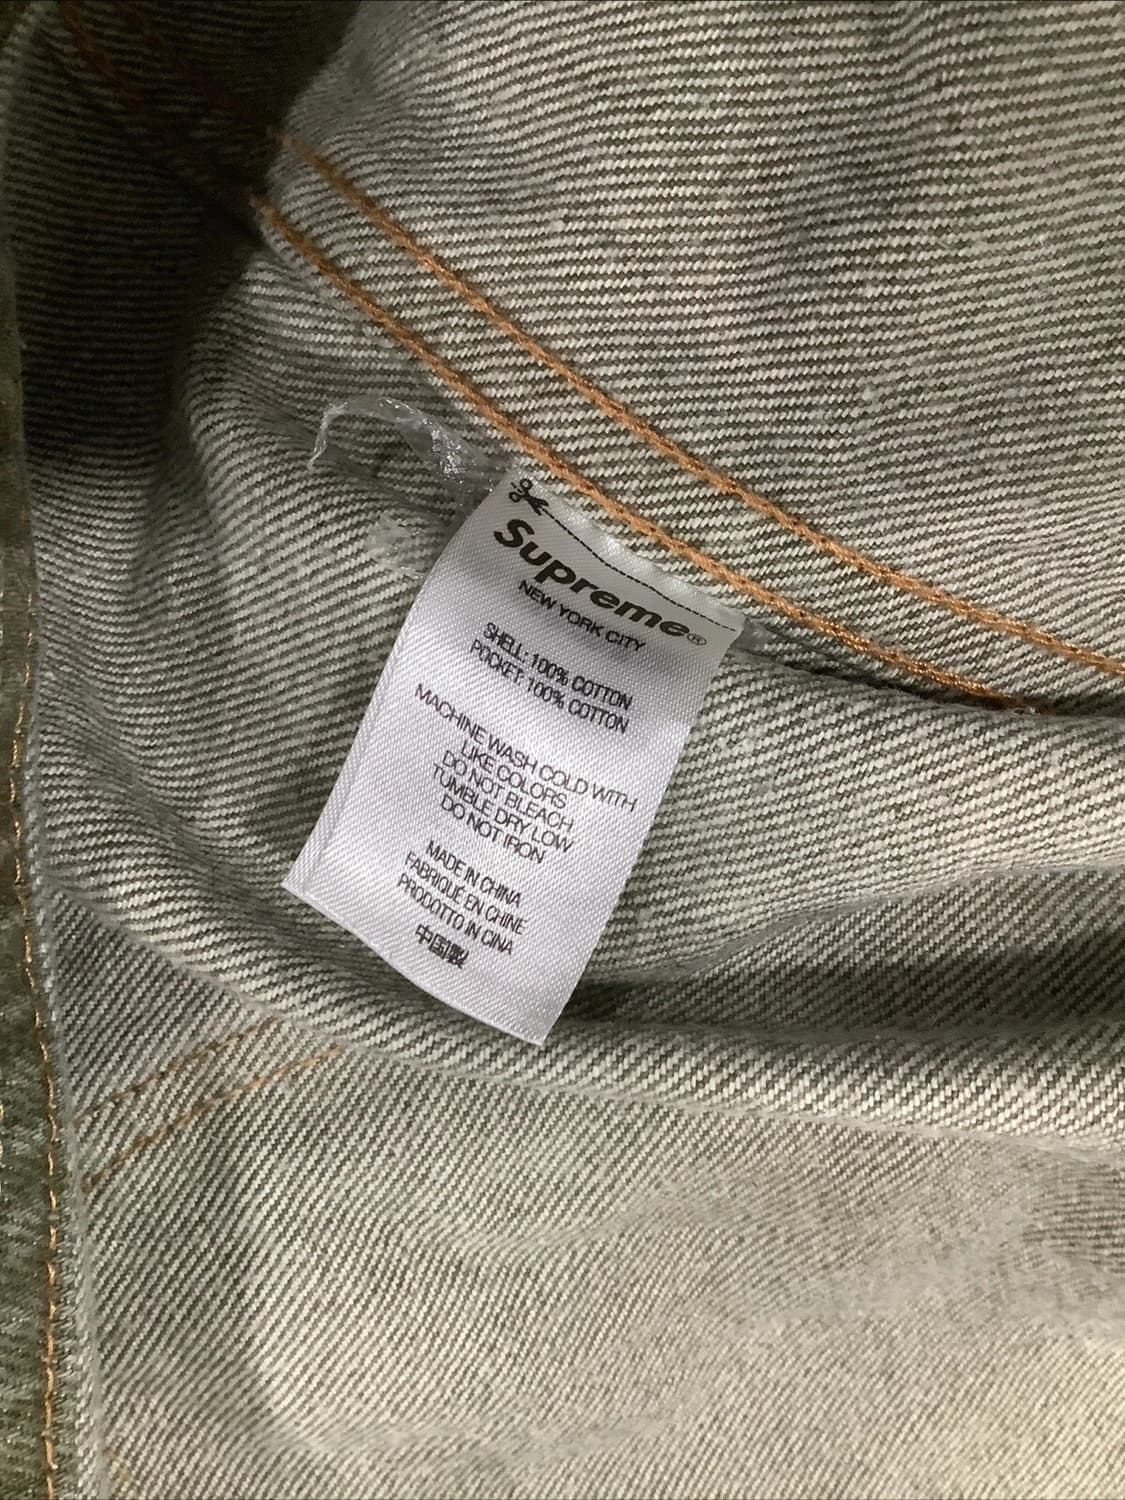 Supreme®
NEW YORK CITY
SHELL: 100% COTTON
POCKET: 100% COTTON
MACHINE WASH COLD WITH
LIKE COLORS
DO NOT BLEACH
TUMBLE DRY LOW
DO NOT IRON
MADE IN CHINA
FABRIQUÉ EN CHINE
PRODOTTO IN CINA
中国製